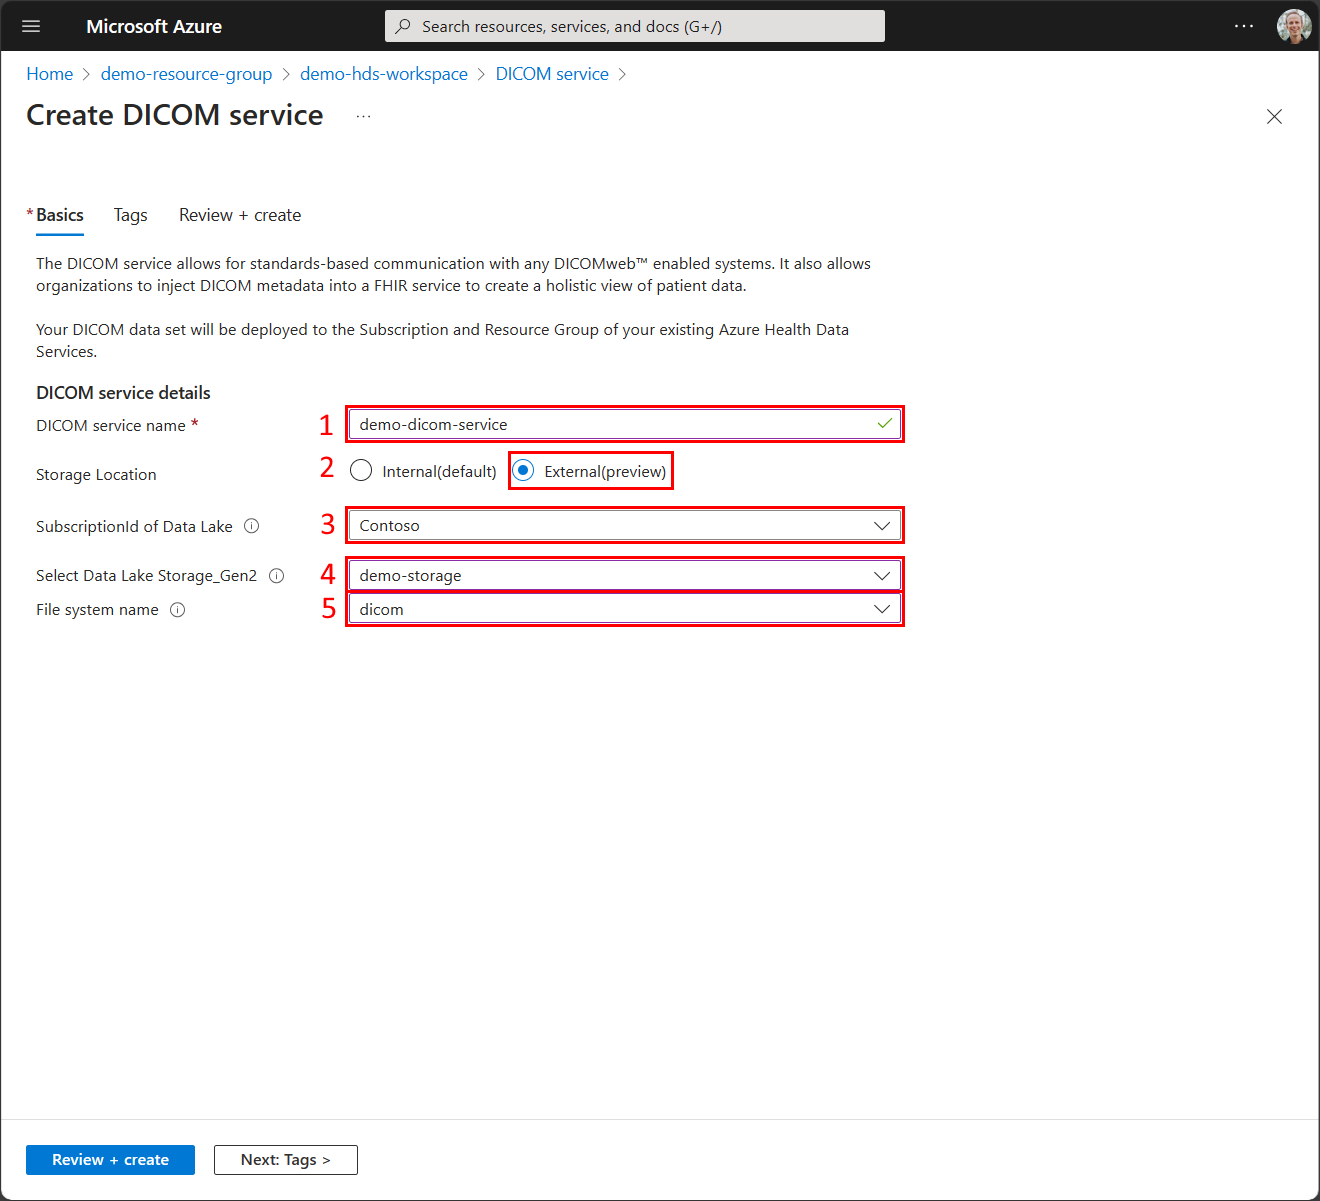 Microsoft Azure
Search resources, services, and docs (G+/)
Home > demo-resource-group > demo-hds-workspace > DICOM service >
Create DICOM service ...
* Basics Tags Review + create
The DICOM service allows for standards-based communication with any DICOMweb™ enabled systems. It also allows
organizations to inject DICOM metadata into a FHIR service to create a holistic view of patient data.
Your DICOM data set will be deployed to the Subscription and Resource Group of your existing Azure Health Data
Services.
DICOM service details
DICOM service name * 1 demo-dicom-service
Storage Location 2 Internal(default) External(preview)
SubscriptionId of Data Lake 3 Contoso
Select Data Lake Storage_Gen2 4 demo-storage
File system name 5 dicom
Review + create Next: Tags >